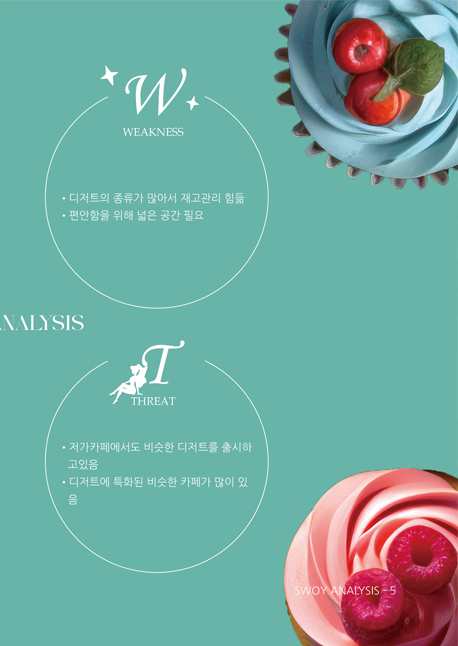 W
WEAKNESS
• 디저트의 종류가 많아서 재고관리 힘듦
• 편안함을 위해 넓은 공간 필요
ANALYSIS
T
THREAT
• 저가카페에서도 비슷한 디저트를 출시하
고있음
• 디저트에 특화된 비슷한 카페가 많이 있
음
SWOY ANALYSIS - 5